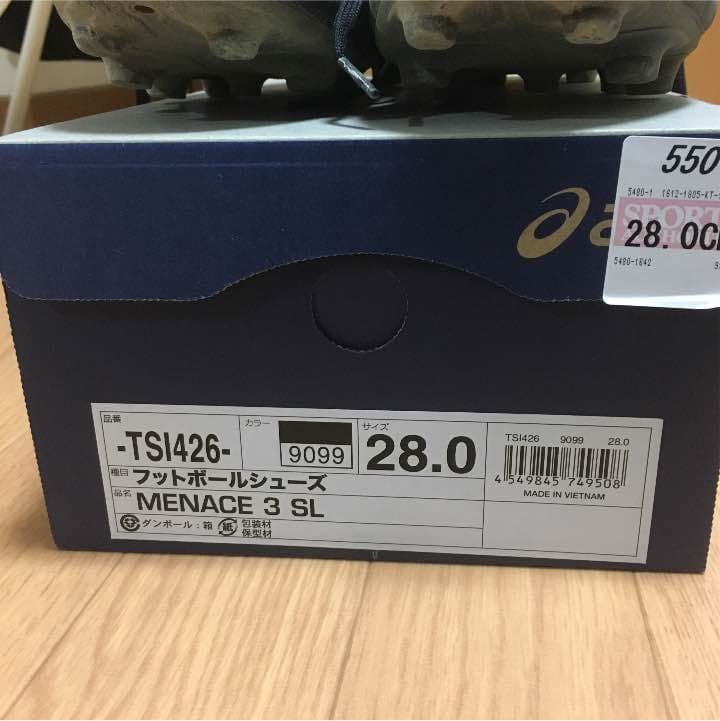 550
5490-1 1612-1805-KT-
SPORT
28.0C
5490-1842
a
品番
-TSI426-
カラー
9099
サイズ
28.0
種目
フットボールシューズ
品名
MENACE 3 SL
ダンボール：箱 紙 包装材
保型材
TSI426 9099 28.0
4 549845 749508
MADE IN VIETNAM